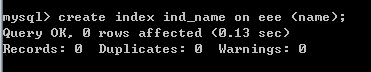 mysql> create index ind_name on eee (name);
Query OK, 0 rows affected (0.13 sec)
Records: 0  Duplicates: 0  Warnings: 0